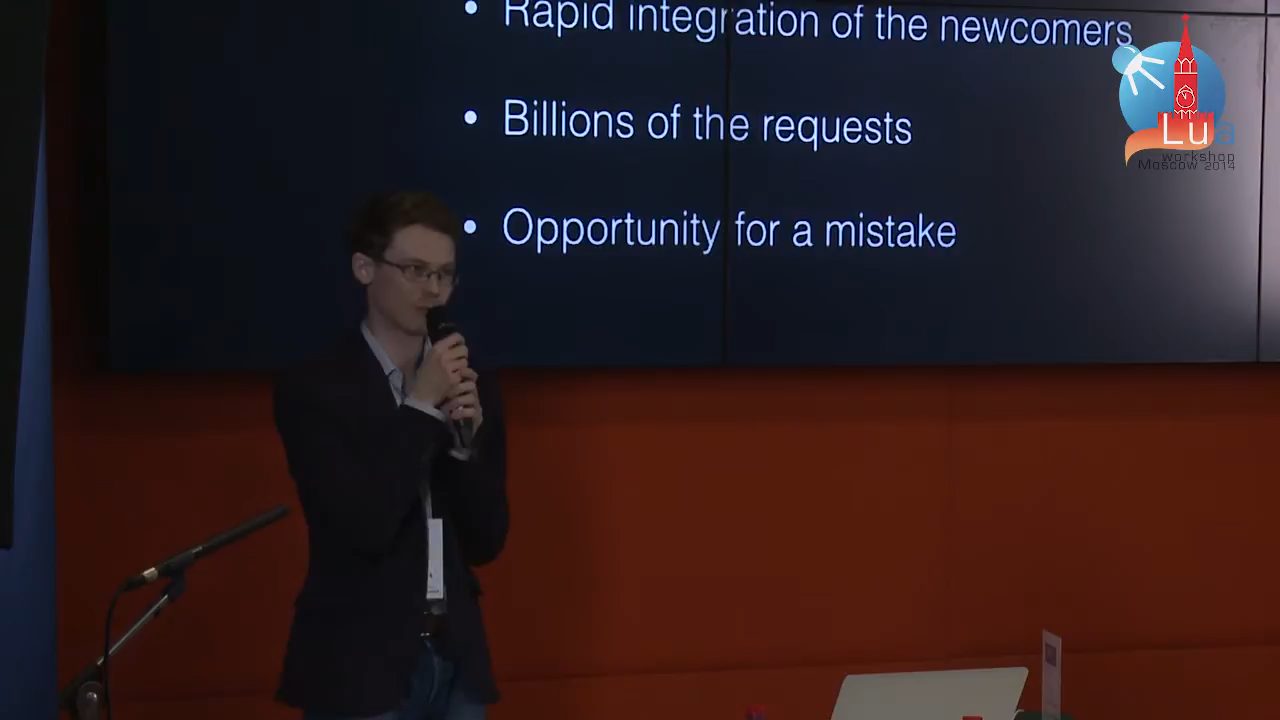 • Rapid integration of the newcomers
• Billions of the requests
• Opportunity for a mistake
Lua
workshop
Moscow 2014